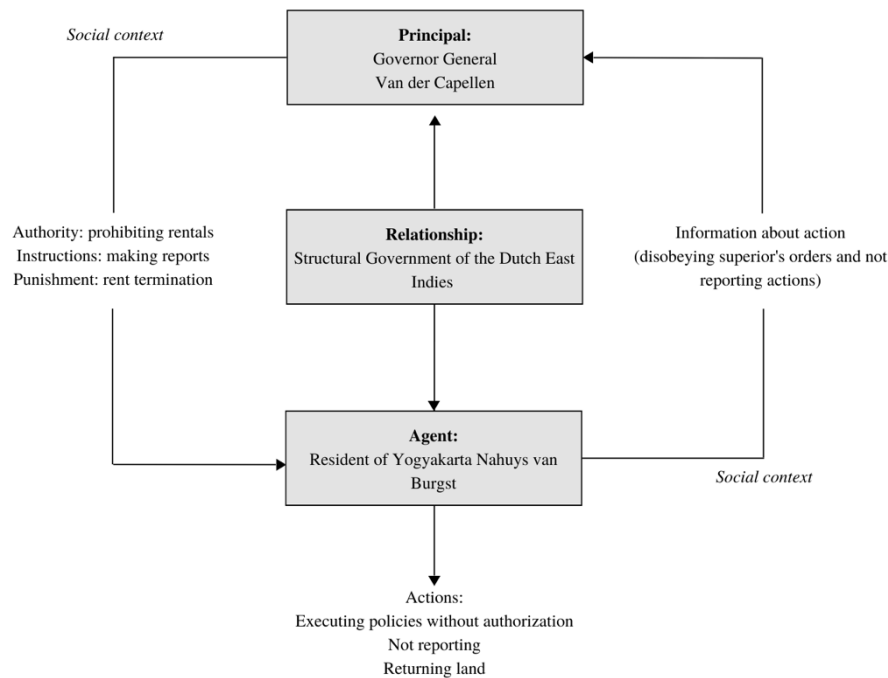 Social context
Principal:
Governor General
Van der Capellen
Authority: prohibiting rentals
Instructions: making reports
Punishment: rent termination
Relationship:
Structural Government of the Dutch East
Indies
Information about action
(disobeying superior's orders and not
reporting actions)
Agent:
Resident of Yogyakarta Nahuys van
Burgst
Social context
Actions:
Executing policies without authorization
Not reporting
Returning land